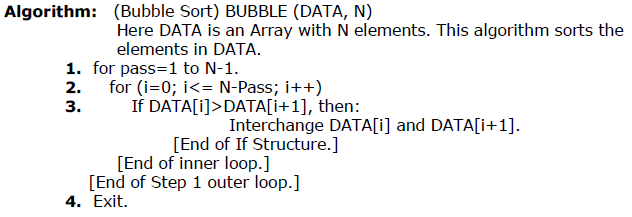 Algorithm: (Bubble Sort) BUBBLE (DATA, N)
Here DATA is an Array with N elements. This algorithm sorts the
elements in DATA.
1. for pass=1 to N-1.
2. for (i=0; i<= N-Pass; i++)
3. If DATA[i]>DATA[i+1], then:
Interchange DATA[i] and DATA[i+1].
[End of If Structure.]
[End of inner loop.]
[End of Step 1 outer loop.]
4. Exit.